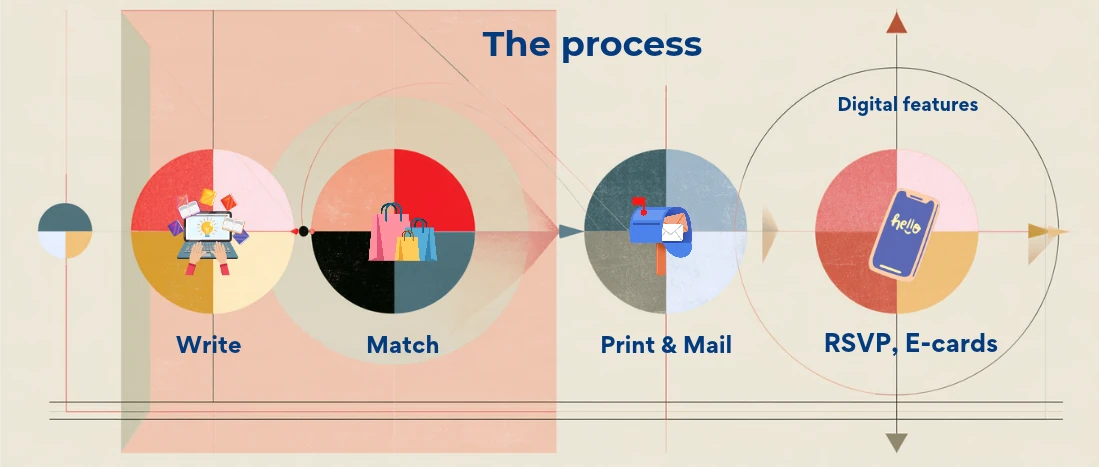 The process
Digital features
hello
Write
Match
Print & Mail
RSVP, E-cards